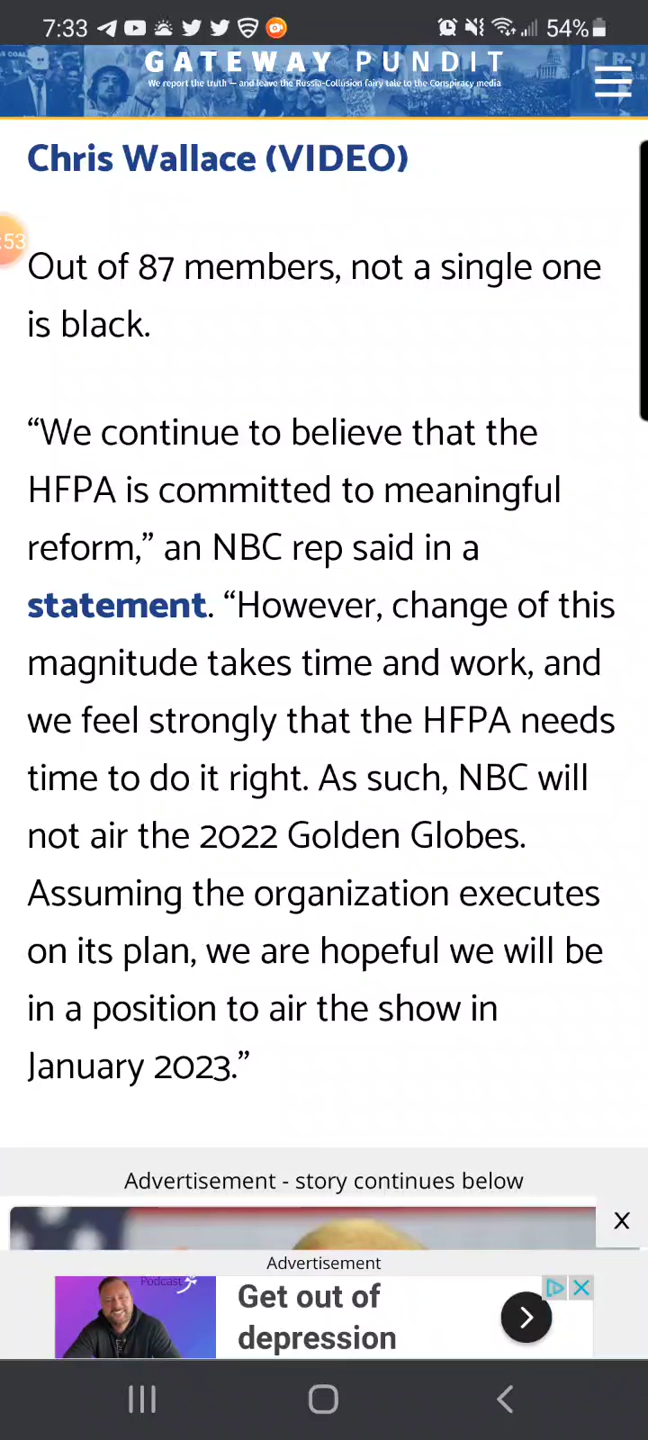 7:33
54%
GATEWAY PUNDIT
We report the truth — and leave the Russia-Collusion fairy tale to the Conspiracy media
Chris Wallace (VIDEO)
:53
Out of 87 members, not a single one
is black.
“We continue to believe that the
HFPA is committed to meaningful
reform,” an NBC rep said in a
statement. “However, change of this
magnitude takes time and work, and
we feel strongly that the HFPA needs
time to do it right. As such, NBC will
not air the 2022 Golden Globes.
Assuming the organization executes
on its plan, we are hopeful we will be
in a position to air the show in
January 2023.”
Advertisement - story continues below
X
Advertisement
Podcast
Get out of
depression